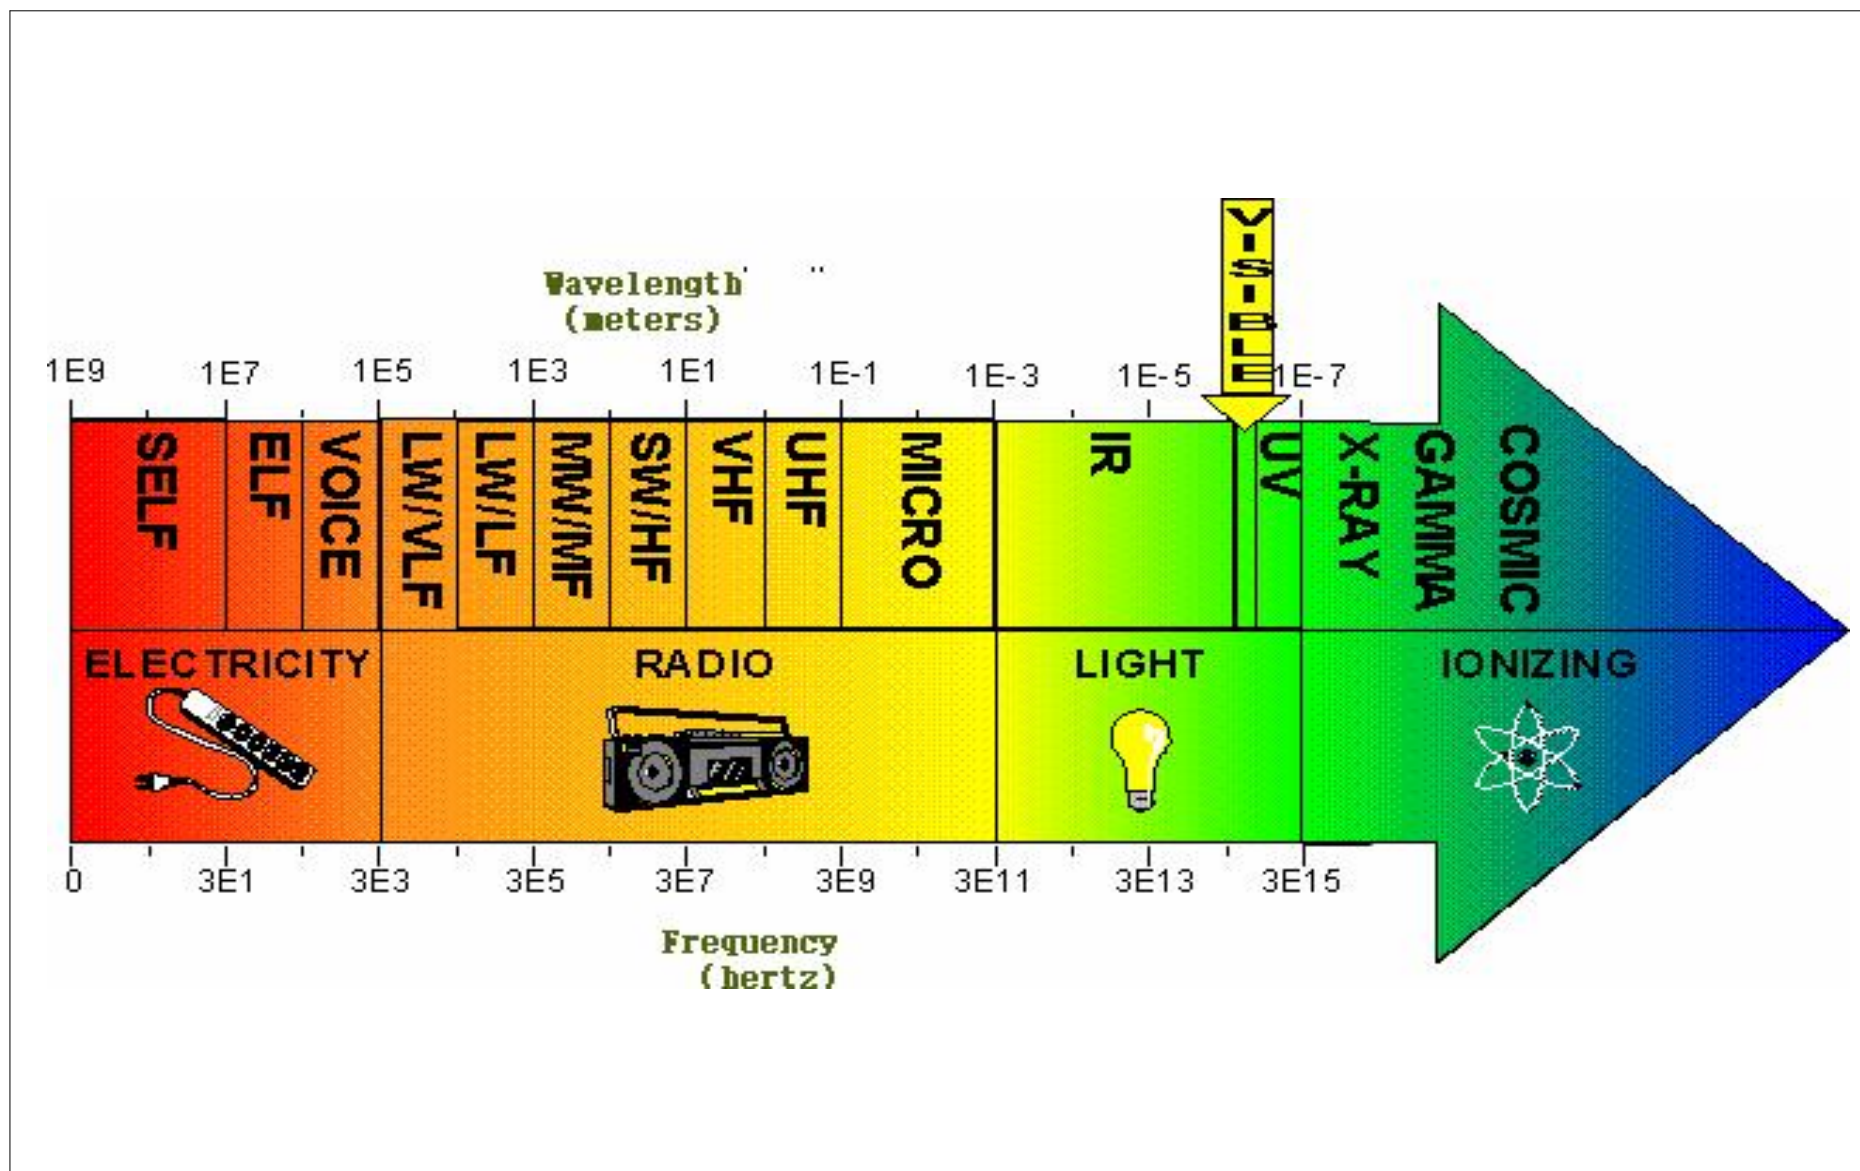 VISIBLE
Wavelength
(meters)
1E9 1E7 1E5 1E3 1E1 1E-1 1E-3 1E-5 1E-7
SELF
ELF
VOICE
LW/VLF
LW/LF
MW/MF
SW/HF
VHF
UHF
MICRO
IR
UV
X-RAY
GAMMA
COSMIC
ELECTRICITY RADIO LIGHT IONIZING
0 3E1 3E3 3E5 3E7 3E9 3E11 3E13 3E15
Frequency
(hertz)